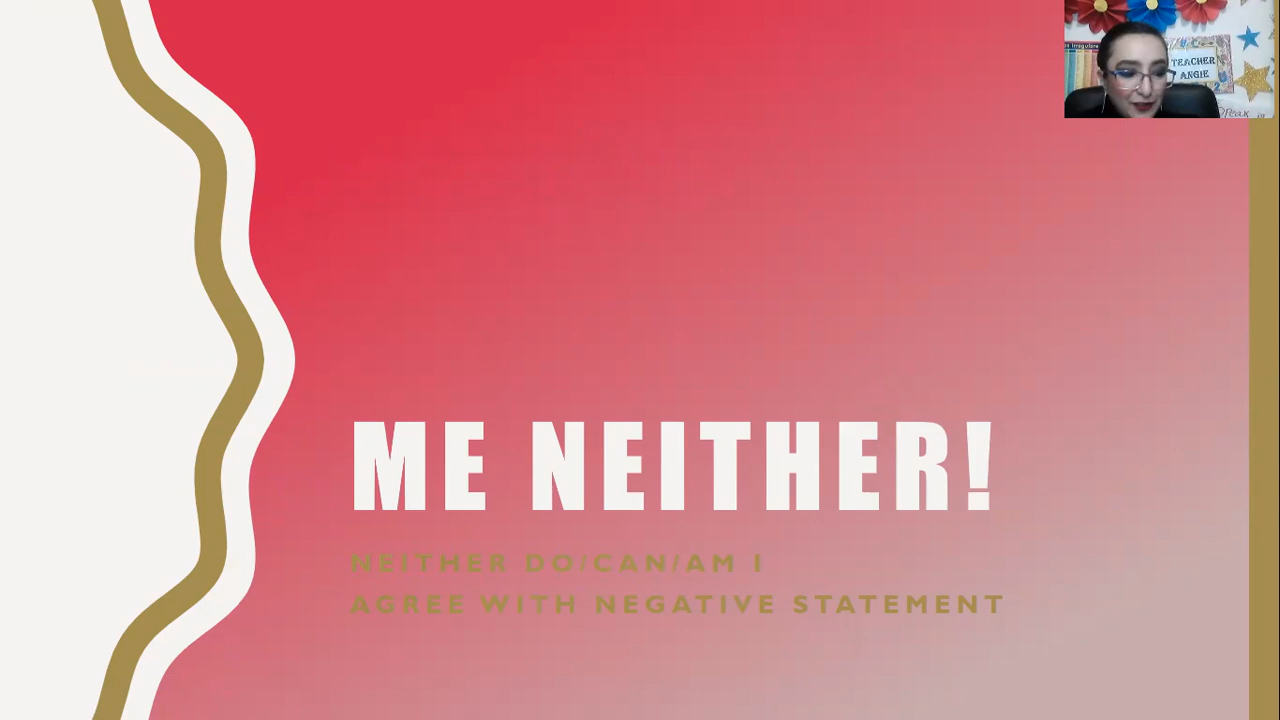 ME NEITHER!
NEITHER DO/CAN/AM I
AGREE WITH NEGATIVE STATEMENT
TEACHER
ANGIE